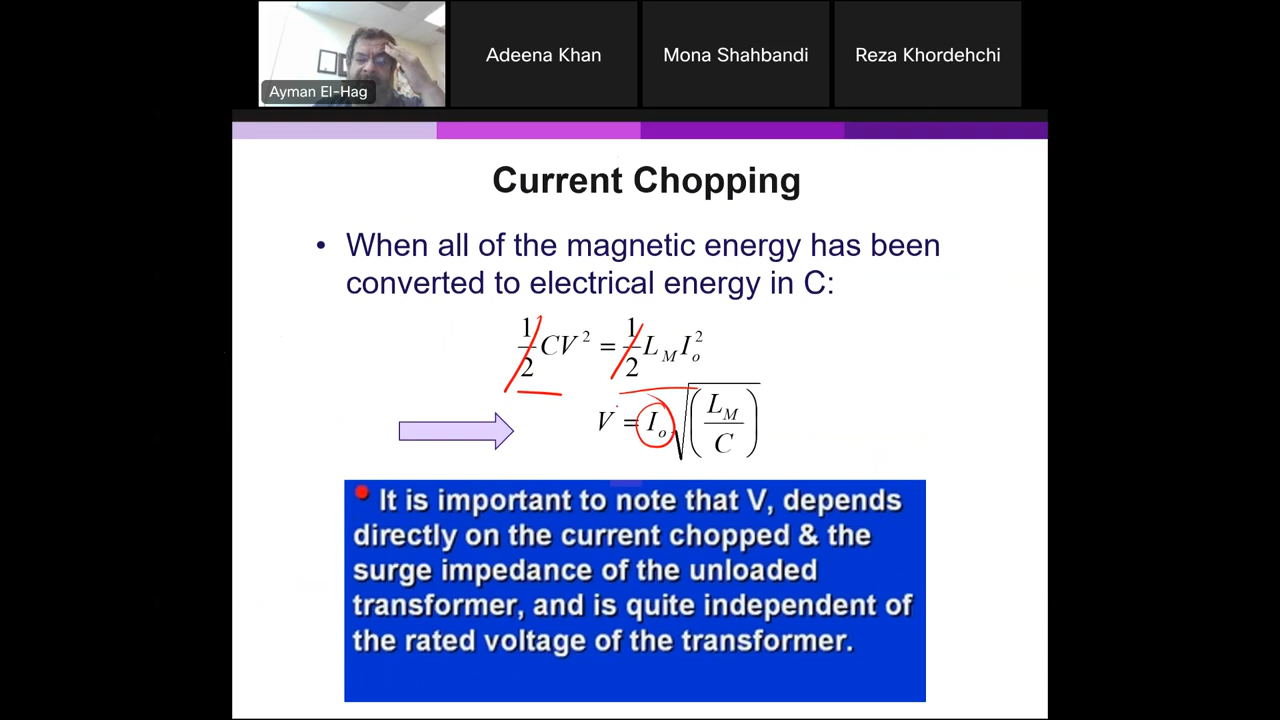 Ayman El-Hag
Adeena Khan
Mona Shahbandi
Reza Khordehchi
Current Chopping
• When all of the magnetic energy has been
converted to electrical energy in C:
1/2 CV² = 1/2 L_M I_o²
V = I_o √(L_M/C)
• It is important to note that V, depends
directly on the current chopped & the
surge impedance of the unloaded
transformer, and is quite independent of
the rated voltage of the transformer.